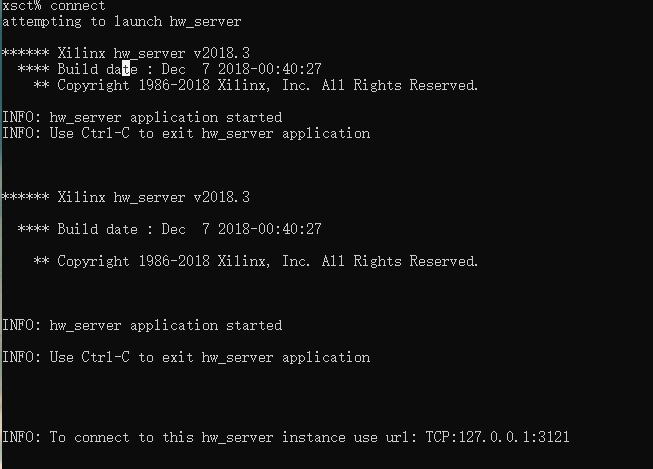 xsct% connect
attempting to launch hw_server
****** Xilinx hw_server v2018.3
**** Build date : Dec  7 2018-00:40:27
** Copyright 1986-2018 Xilinx, Inc. All Rights Reserved.
INFO: hw_server application started
INFO: Use Ctrl-C to exit hw_server application
****** Xilinx hw_server v2018.3
**** Build date : Dec  7 2018-00:40:27
** Copyright 1986-2018 Xilinx, Inc. All Rights Reserved.
INFO: hw_server application started
INFO: Use Ctrl-C to exit hw_server application
INFO: To connect to this hw_server instance use url: TCP:127.0.0.1:3121